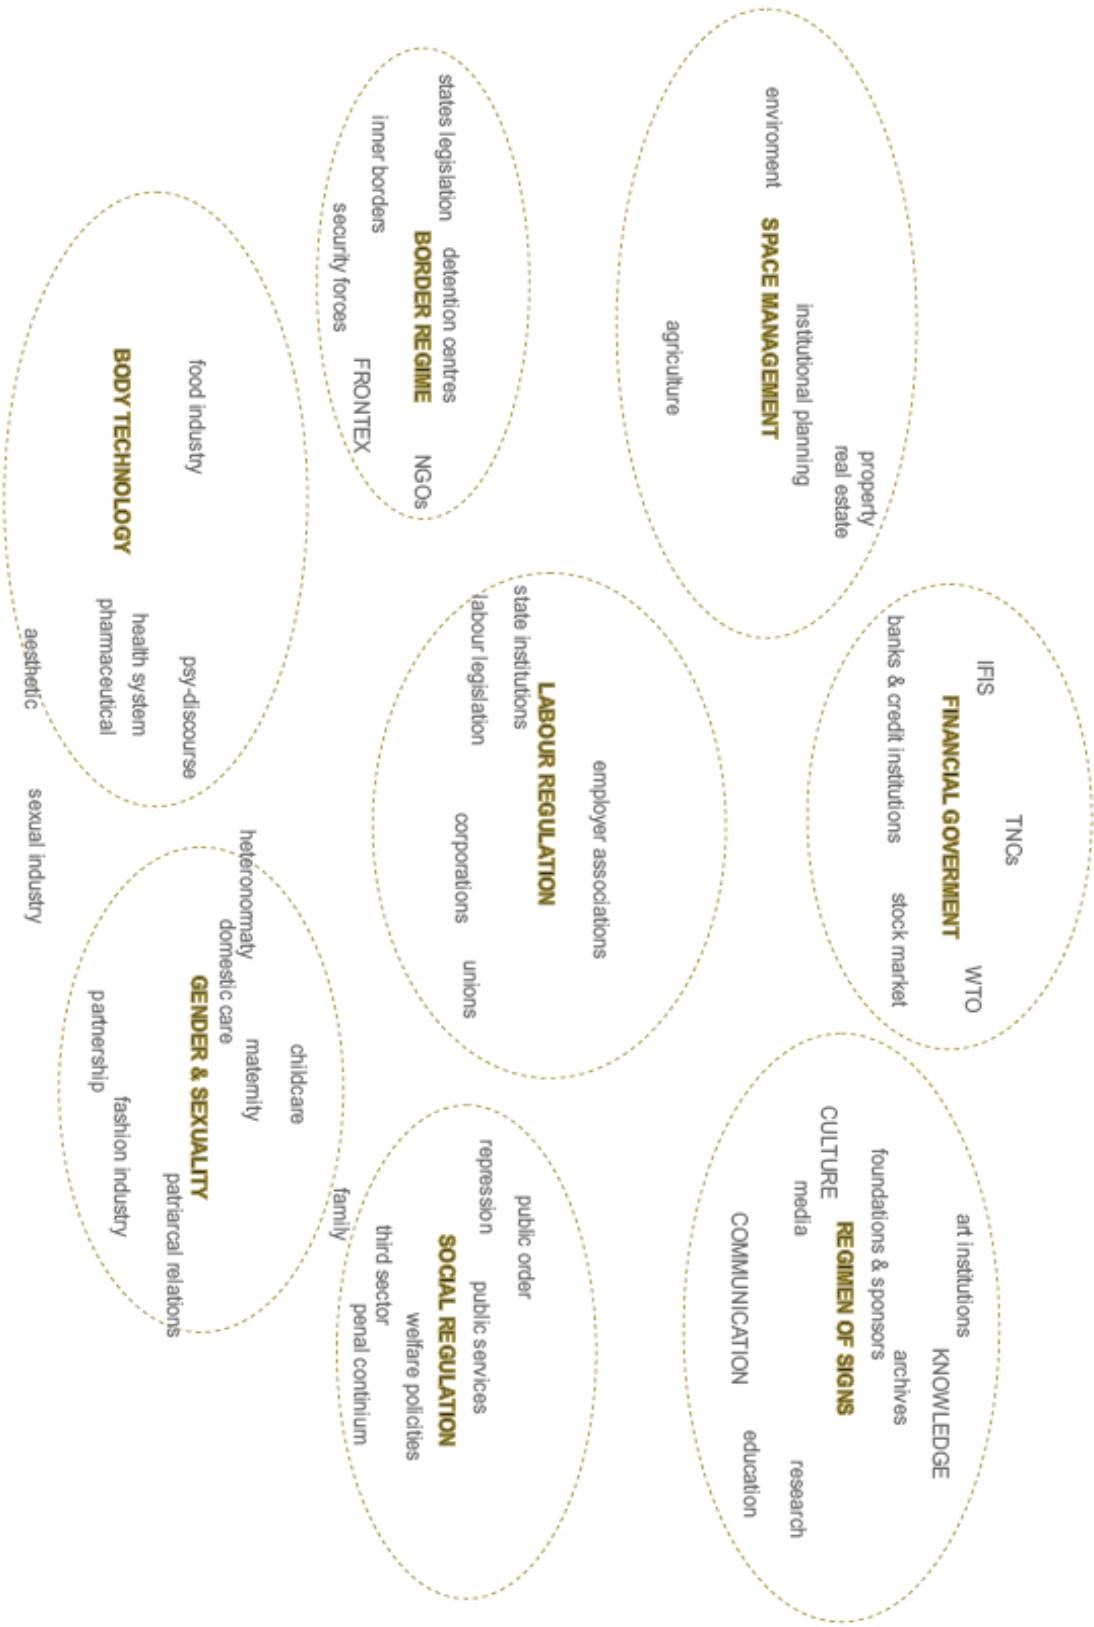 property
real estate
institutional planning
enviroment
SPACE MANAGEMENT
agriculture
TNCs
IFIS
WTO
FINANCIAL GOVERMENT
banks & credit institutions
stock market
art institutions
KNOWLEDGE
archives
foundations & sponsors
REGIMEN OF SIGNS
CULTURE
media
research
education
COMMUNICATION
states legislation
detention centres
BORDER REGIME
NGOs
inner borders
FRONTEX
security forces
employer associations
LABOUR REGULATION
state institutions
labour legislation
unions
corporations
public order
repression
public services
SOCIAL REGULATION
welfare policities
third sector
penal continium
family
food industry
psy-discourse
health system
BODY TECHNOLOGY
pharmaceutical
aesthetic
sexual industry
childcare
heteronormaty
maternity
domestic care
GENDER & SEXUALITY
patriarcal relations
fashion industry
partnership